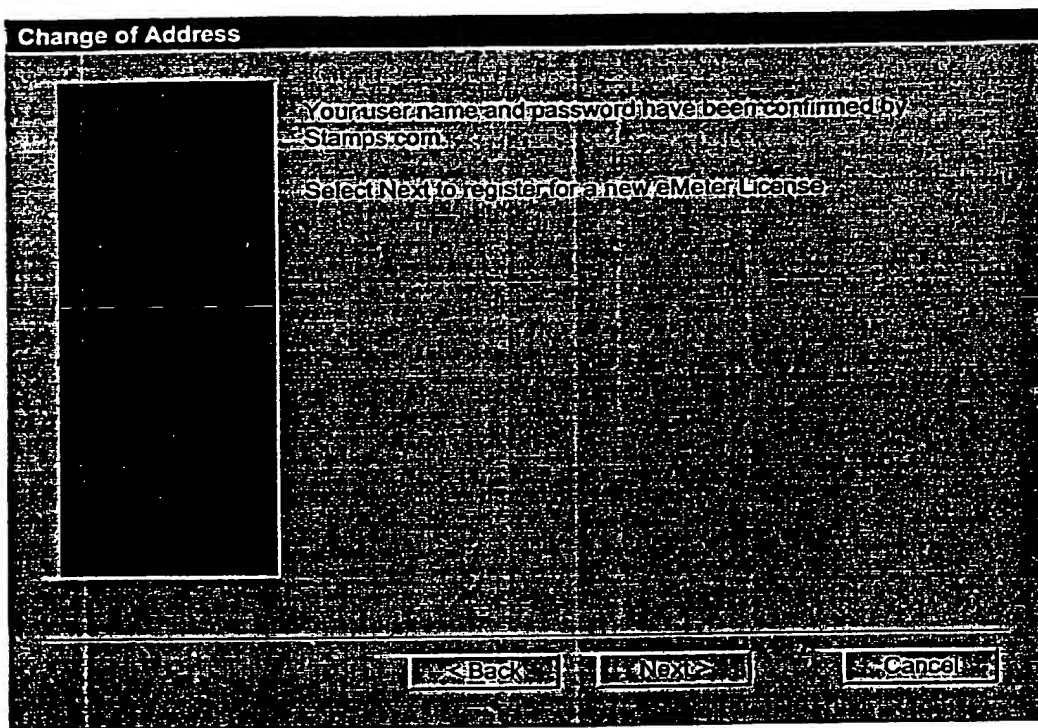 Change of Address
Your user name and password have been confirmed by
Stamps.com.
Select Next to register for a new eMeter License.
< Back
Next >
Cancel